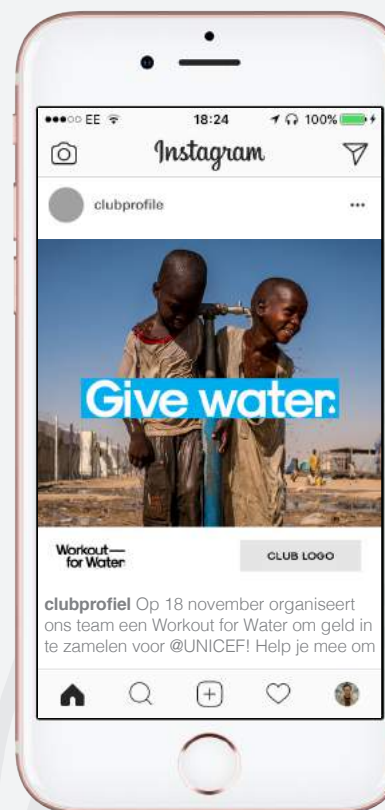 EE 18:24 100%
Instagram
clubprofile
Give water.
Workout—
for Water
CLUB LOGO
clubprofiel Op 18 november organiseert
ons team een Workout for Water om geld in
te zamelen voor @UNICEF! Help je mee om